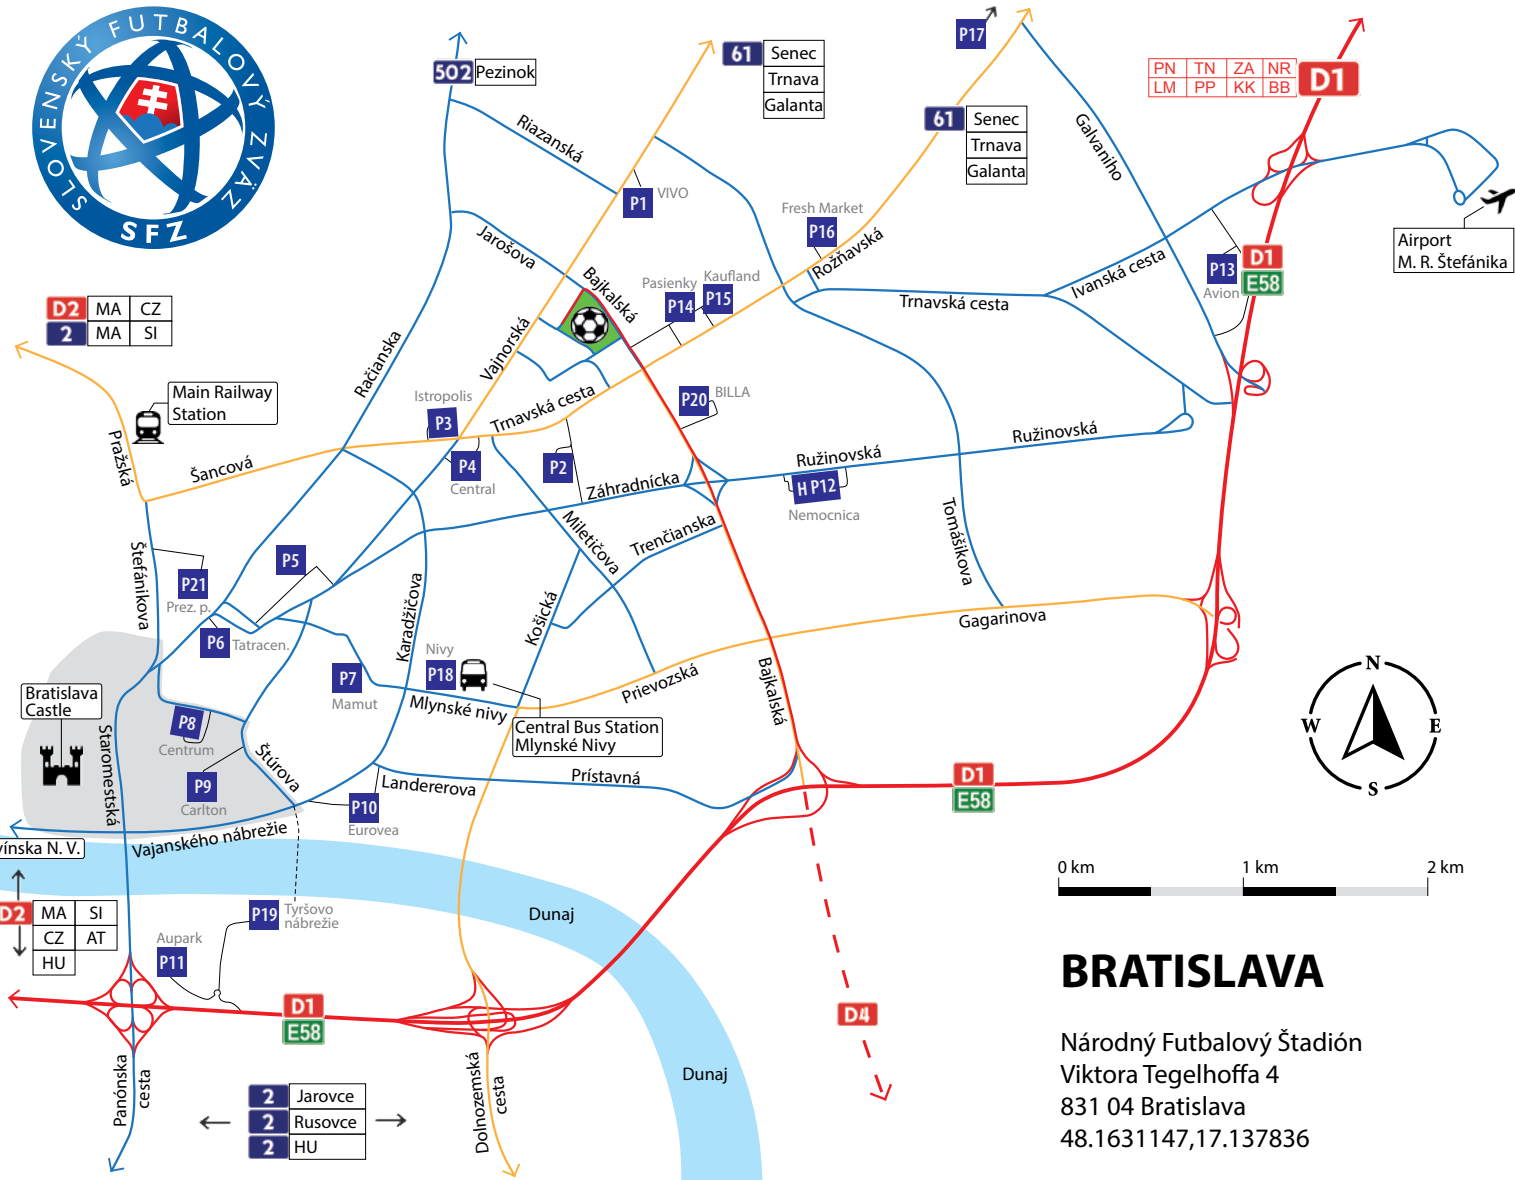 SLOVENSKÝ FUTBALOVÝ ZVÄZ
SFZ
502 Pezinok
61 Senec
Trnava
Galanta
P17
61 Senec
Trnava
Galanta
PN TN ZA NR
LM PP KK BB
D1
Riazanská
Galvaniho
P1 VIVO
Fresh Market
P16
Rožňavská
Jarošova
Bajkalská
Pasienky
P14
Kaufland
P15
Airport
M. R. Štefánika
P13
Avion
D1
E58
Ivanská cesta
Trnavská cesta
D2 MA CZ
2 MA SI
Main Railway
Station
Pražská
Šancová
Račianska
Vajnorská
Istropolis
P3
Trnavská cesta
P4
Central
P2
P20 BILLA
Ružinovská
Ružinovská
H P12
Nemocnica
Záhradnícka
Miletičova
Trenčianska
Tomášikova
Štefánikova
P21
Prez. p.
P5
P6 Tatracen.
Karadžičova
Košická
Gagarinova
Nivy
P18
P7
Mamut
Mlynské nivy
Prievozská
Bajkalská
Central Bus Station
Mlynské Nivy
Bratislava
Castle
Staromestská
P8
Centrum
Štúrova
P9
Carlton
P10
Eurovea
Landererova
Prístavná
D1
E58
Vajanského nábrežie
vínska N. V.
N
W E
S
0 km 1 km 2 km
D2 MA SI
CZ AT
HU
P19 Tyršovo
nábrežie
Aupark
P11
Dunaj
D1
E58
D4
Dunaj
Panónska
cesta
Dolnozemská
cesta
2 Jarovce
2 Rusovce
2 HU
BRATISLAVA
Národný Futbalový Štadión
Viktora Tegelhoffa 4
831 04 Bratislava
48.1631147,17.137836